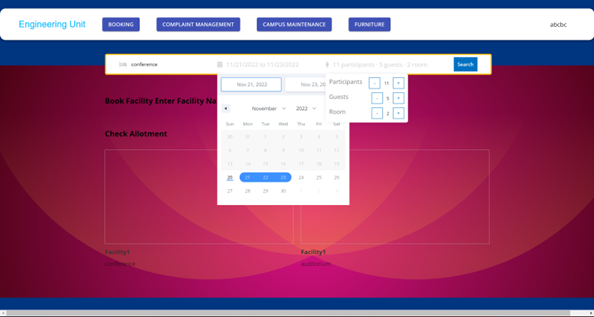 Engineering Unit BOOKING COMPLAINT MANAGEMENT CAMPUS MAINTENANCE FURNITURE abcbc
conference 11/21/2022 to 11/23/2022 11 participants · 5 guests · 2 room Search
Nov 21, 2022 Nov 23, 20
Participants - 11 +
Guests - 5 +
Room - 2 +
Book Facility Enter Facility Na
November 2022
Sun Mon Tue Wed Thu Fri Sat
30 31 1 2 3 4 5
6 7 8 9 10 11 12
13 14 15 16 17 18 19
Check Allotment
20 21 22 23 24 25 26
27 28 29 30 1 2 3
Facility1 Facility1
conference auditorium